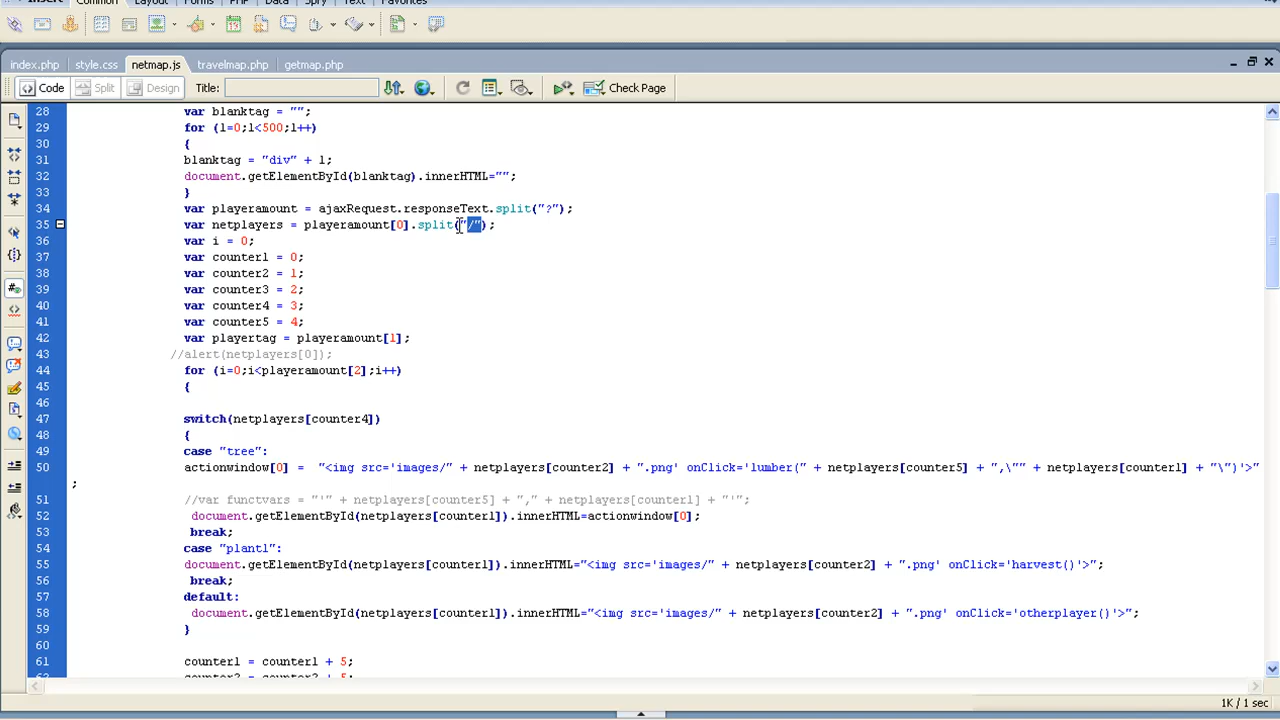 Insert Common Layout Forms PHP Data Spry Text Favorites
index.php style.css netmap.js travelmap.php getmap.php
Code Split Design Title: Check Page
28 var blanktag = "";
29 for (l=0;l<500;l++)
30 {
31 blanktag = "div" + l;
32 document.getElementById(blanktag).innerHTML="";
33 }
34 var playeramount = ajaxRequest.responseText.split("?");
35 var netplayers = playeramount[0].split("/");
36 var i = 0;
37 var counter1 = 0;
38 var counter2 = 1;
39 var counter3 = 2;
40 var counter4 = 3;
41 var counter5 = 4;
42 var playertag = playeramount[1];
43 //alert(netplayers[0]);
44 for (i=0;i<playeramount[2];i++)
45 {
46
47 switch(netplayers[counter4])
48 {
49 case "tree":
50 actionwindow[0] = "<img src='images/" + netplayers[counter2] + ".png' onClick='lumber(" + netplayers[counter5] + ",\"" + netplayers[counter1] + "\")'>"
;
51 //var functvars = "'" + netplayers[counter5] + "," + netplayers[counter1] + "'";
52 document.getElementById(netplayers[counter1]).innerHTML=actionwindow[0];
53 break;
54 case "plant1":
55 document.getElementById(netplayers[counter1]).innerHTML="<img src='images/" + netplayers[counter2] + ".png' onClick='harvest()'>";
56 break;
57 default:
58 document.getElementById(netplayers[counter1]).innerHTML="<img src='images/" + netplayers[counter2] + ".png' onClick='otherplayer()'>";
59 }
60
61 counter1 = counter1 + 5;
62 counter2 = counter2 + 5;
1K / 1 sec